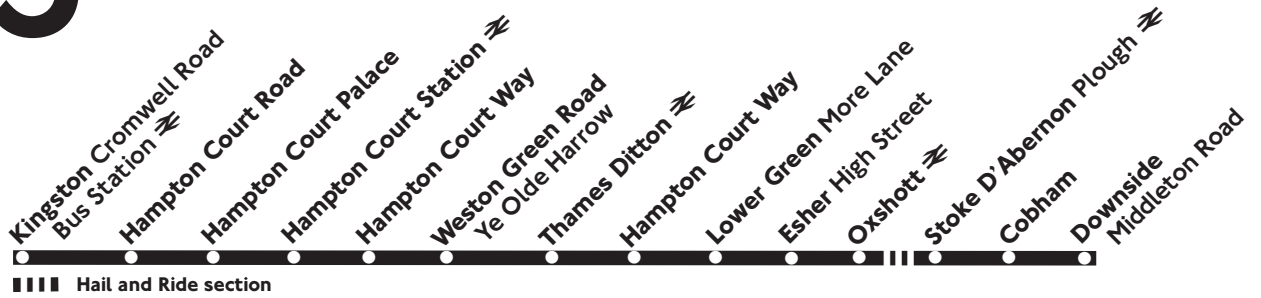 Kingston Cromwell Road
Bus Station
Hampton Court Road
Hampton Court Palace
Hampton Court Station
Hampton Court Way
Weston Green Road
Ye Olde Harrow
Thames Ditton
Hampton Court Way
Lower Green More Lane
Esher High Street
Oxshott
Stoke D'Abernon Plough
Cobham
Downside
Middleton Road
Hail and Ride section